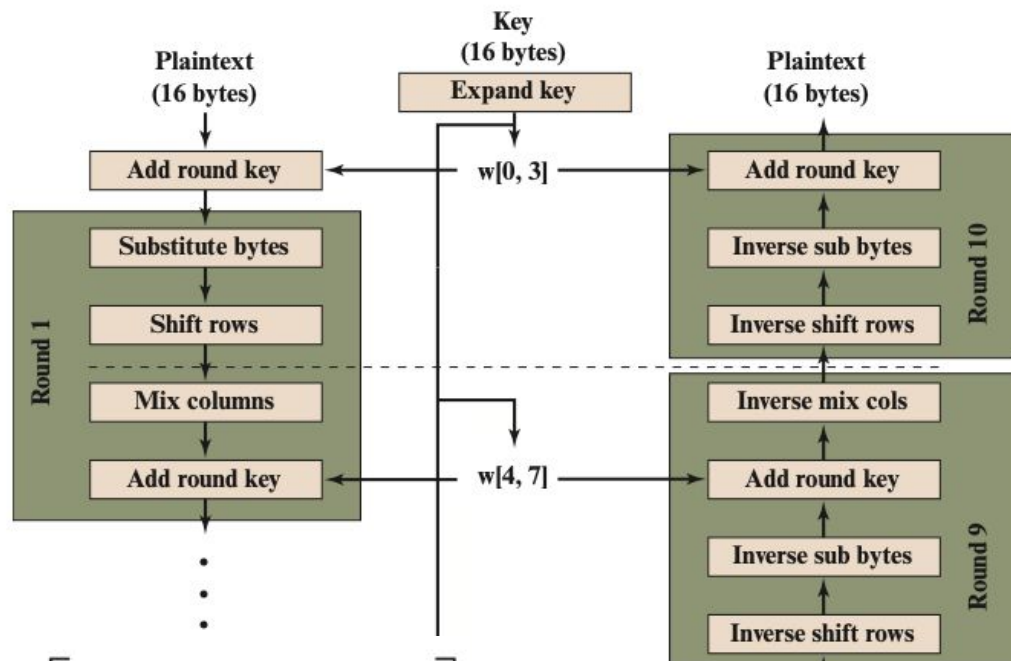 Key
(16 bytes)
Plaintext
(16 bytes)
Plaintext
(16 bytes)
Expand key
Add round key
w[0, 3]
Add round key
Substitute bytes
Inverse sub bytes
Round 10
Shift rows
Inverse shift rows
Round 1
Mix columns
Inverse mix cols
Add round key
w[4, 7]
Add round key
Inverse sub bytes
Round 9
Inverse shift rows